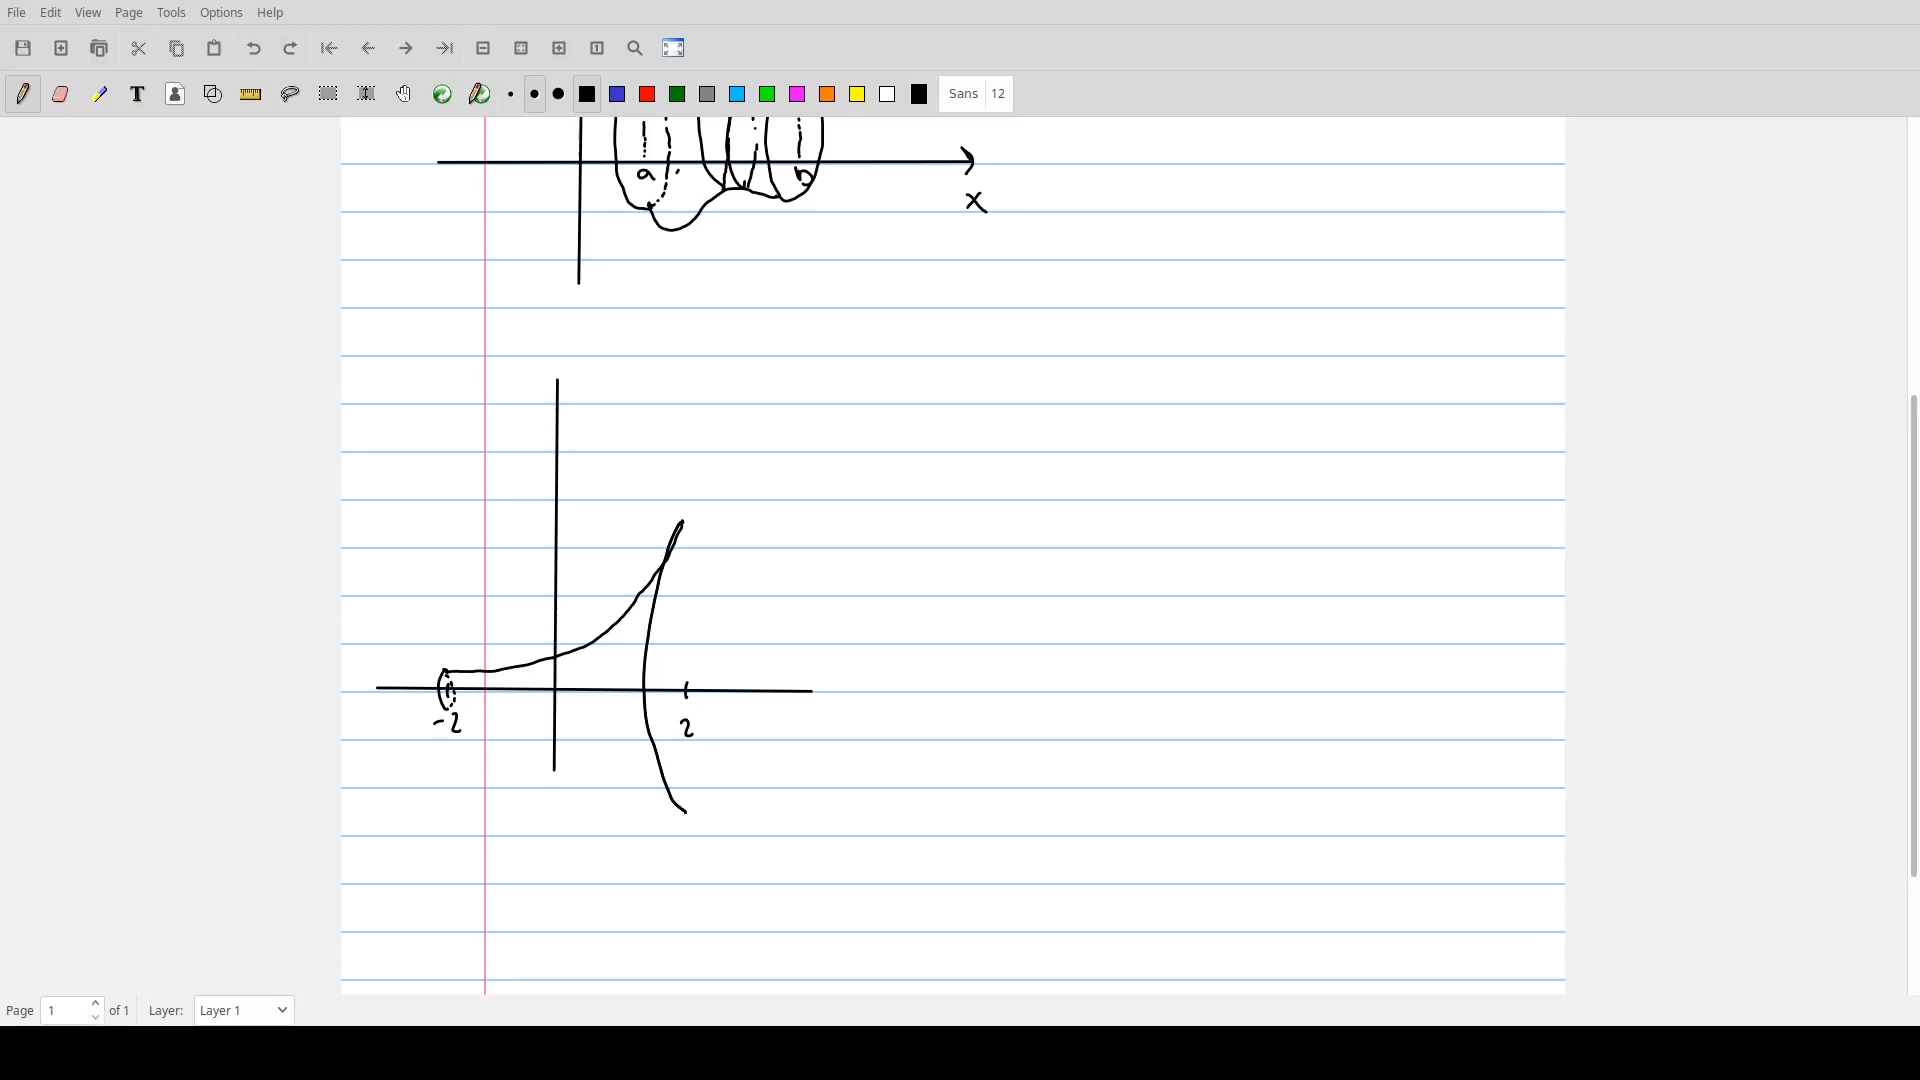 File Edit View Page Tools Options Help
Sans 12
a b
x
-2 2
Page 1 of 1 Layer: Layer 1